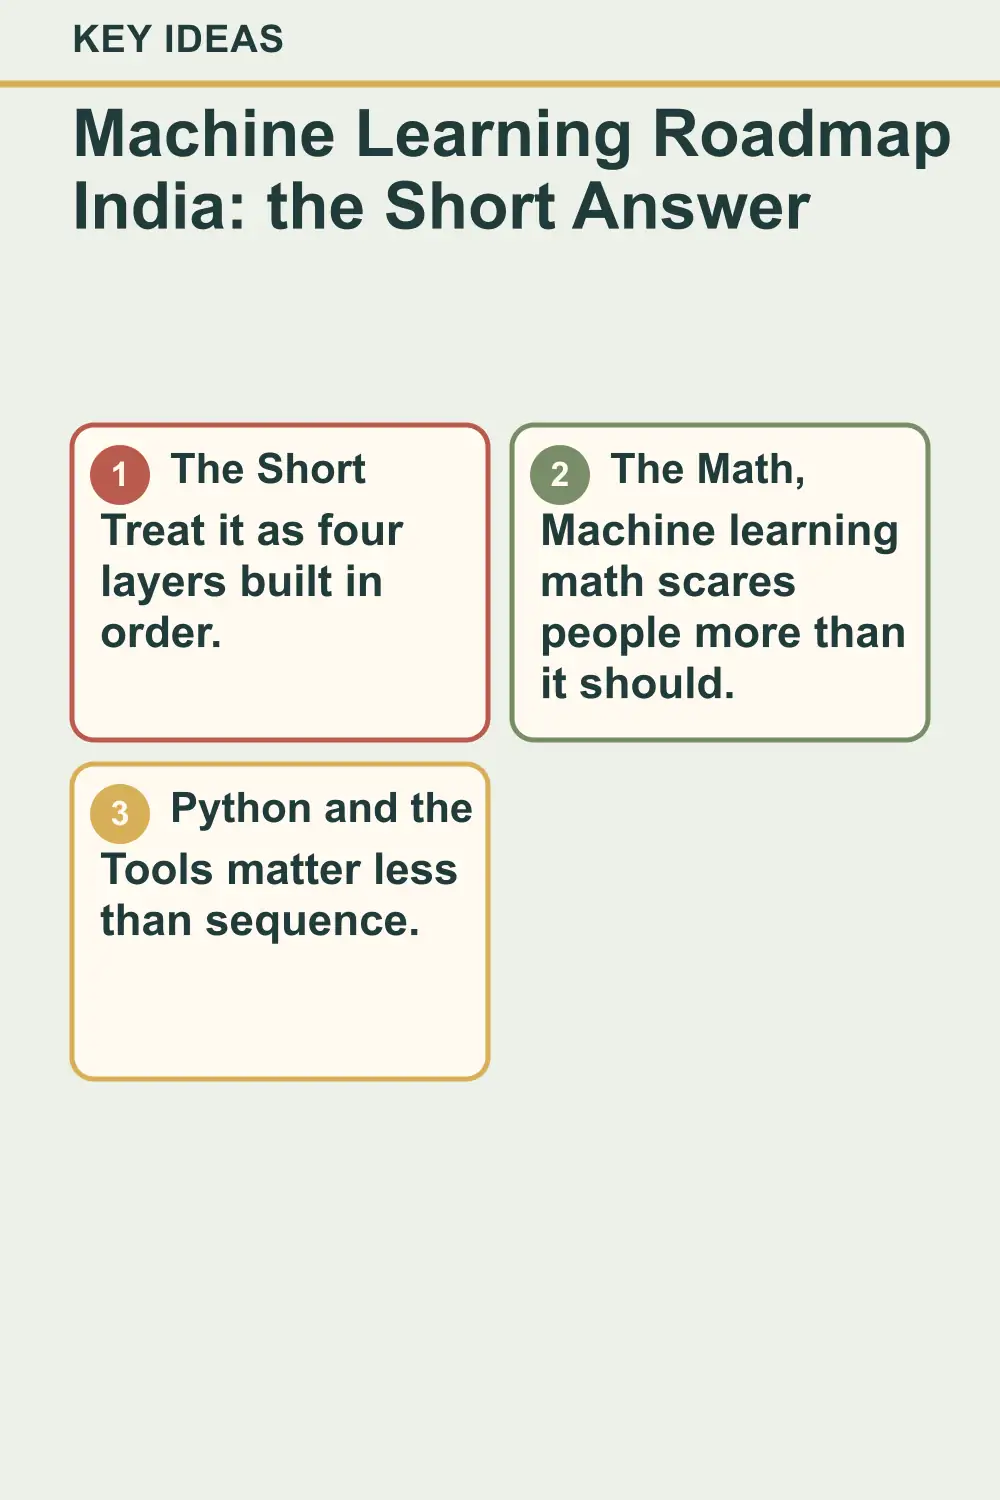 KEY IDEAS
Machine Learning Roadmap
India: the Short Answer
1 The Short
Treat it as four
layers built in
order.
2 The Math,
Machine learning
math scares
people more than
it should.
3 Python and the
Tools matter less
than sequence.